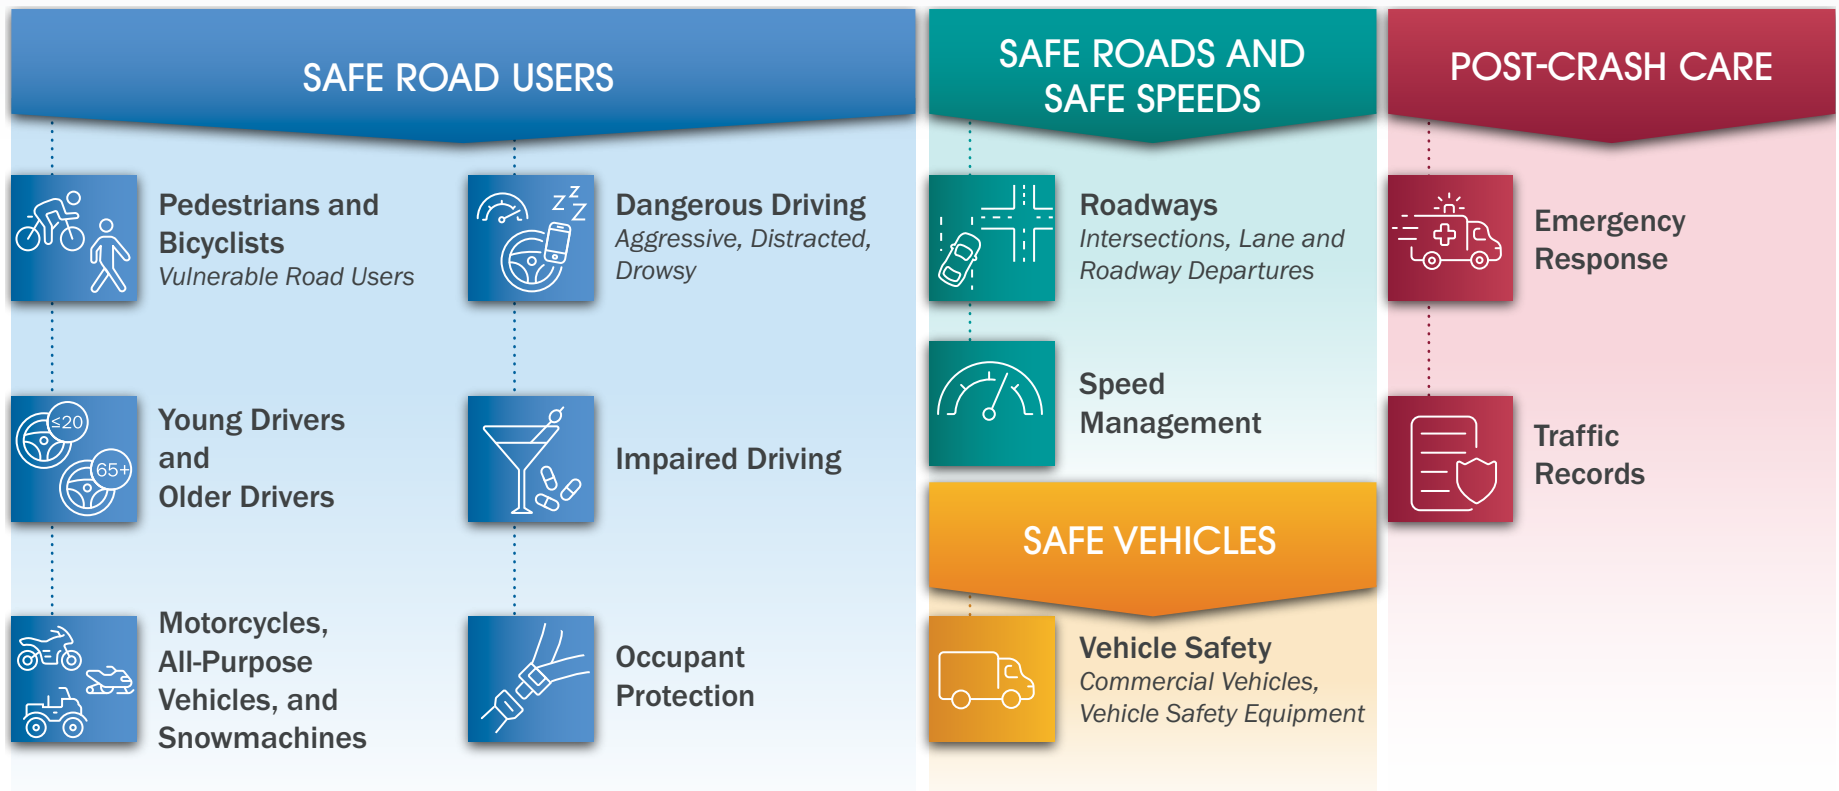 SAFE ROAD USERS
Pedestrians and
Bicyclists
Vulnerable Road Users
≤20
65+
Young Drivers
and
Older Drivers
Motorcycles,
All-Purpose
Vehicles, and
Snowmachines
z
z
z
Dangerous Driving
Aggressive, Distracted,
Drowsy
Impaired Driving
Occupant
Protection
SAFE ROADS AND
SAFE SPEEDS
Roadways
Intersections, Lane and
Roadway Departures
Speed
Management
SAFE VEHICLES
Vehicle Safety
Commercial Vehicles,
Vehicle Safety Equipment
POST-CRASH CARE
Emergency
Response
Traffic
Records